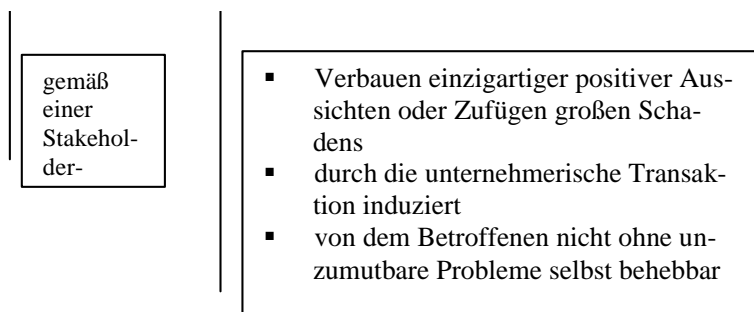 gemäß
einer
Stakehol-
der-
▪ Verbauen einzigartiger positiver Aus-
sichten oder Zufügen großen Scha-
dens
▪ durch die unternehmerische Transak-
tion induziert
▪ von dem Betroffenen nicht ohne un-
zumutbare Probleme selbst behebbar